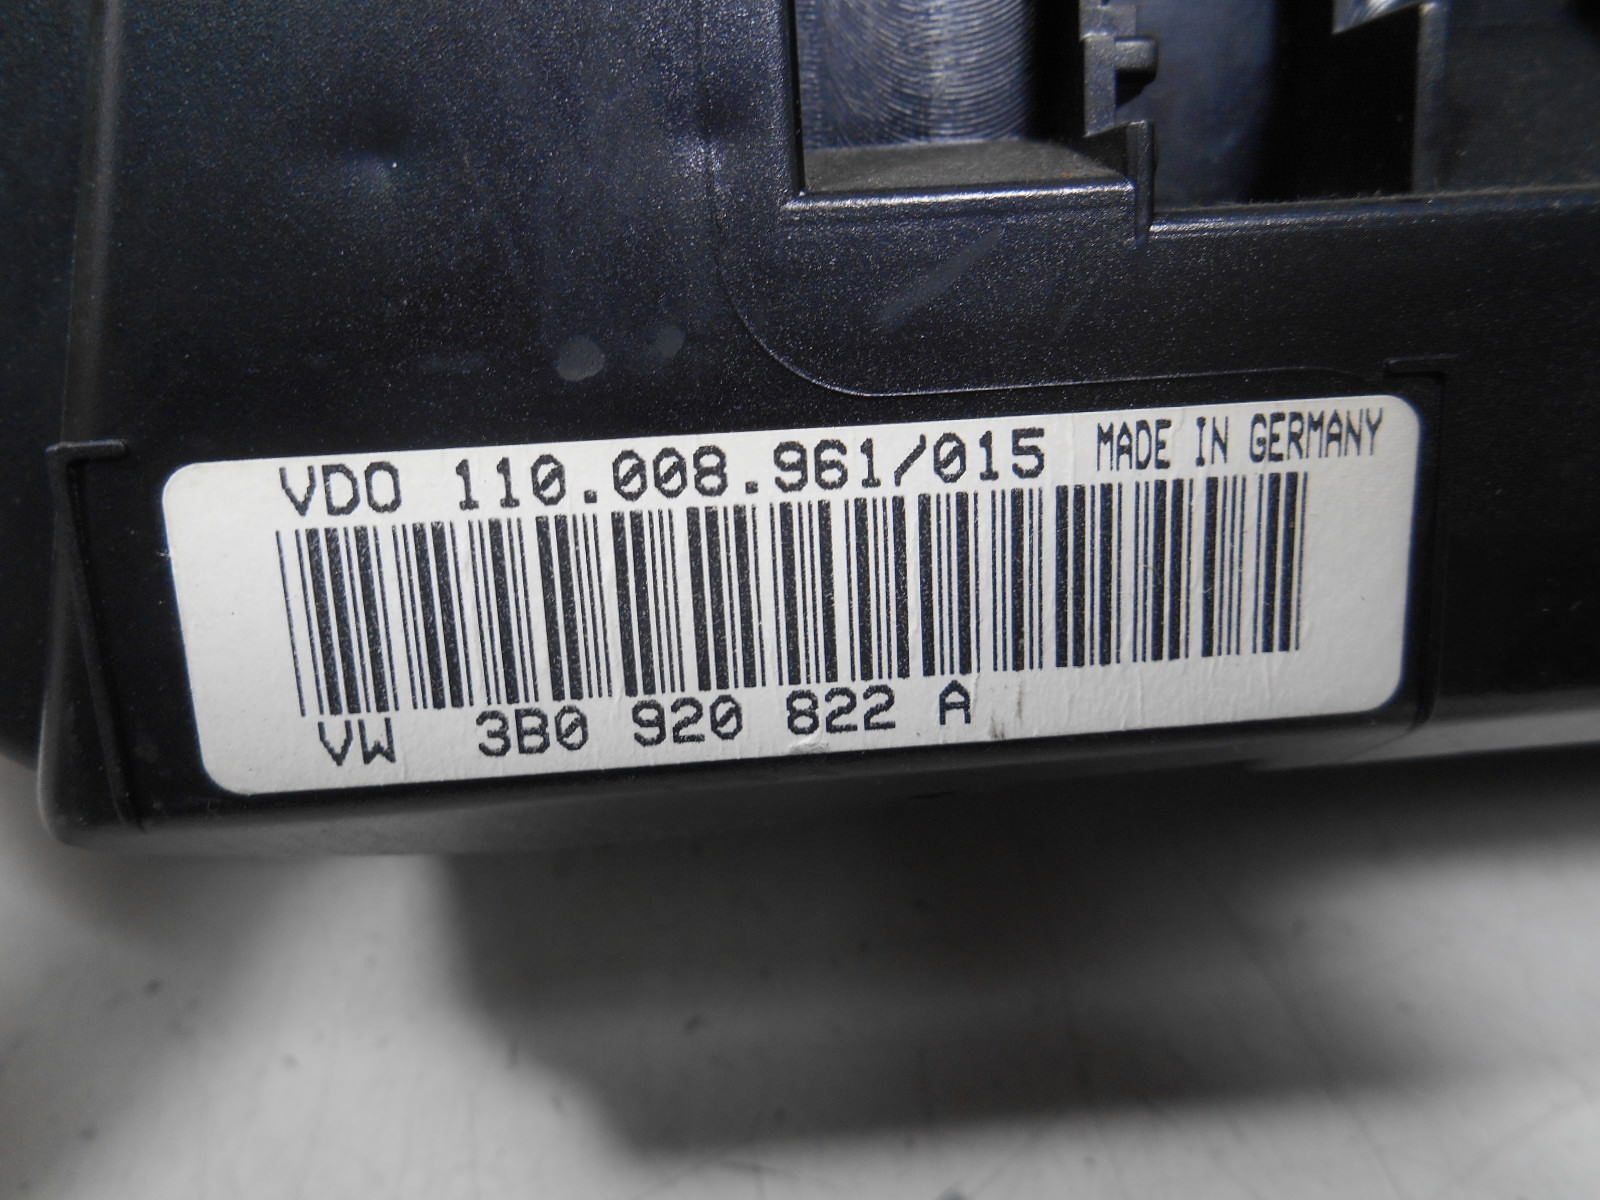 VDO 110.008.961/015 MADE IN GERMANY
VW 3B0 920 822 A